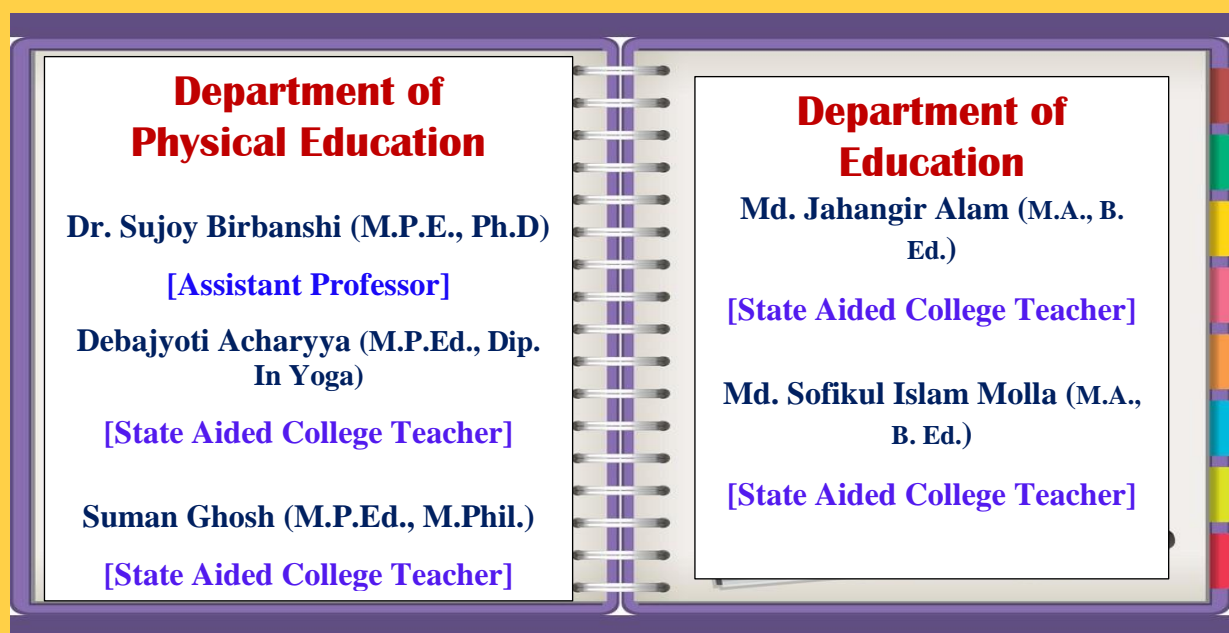 Department of
Physical Education
Dr. Sujoy Birbanshi (M.P.E., Ph.D)
[Assistant Professor]
Debajyoti Acharyya (M.P.Ed., Dip.
In Yoga)
[State Aided College Teacher]
Suman Ghosh (M.P.Ed., M.Phil.)
[State Aided College Teacher]
Department of
Education
Md. Jahangir Alam (M.A., B.
Ed.)
[State Aided College Teacher]
Md. Sofikul Islam Molla (M.A.,
B. Ed.)
[State Aided College Teacher]